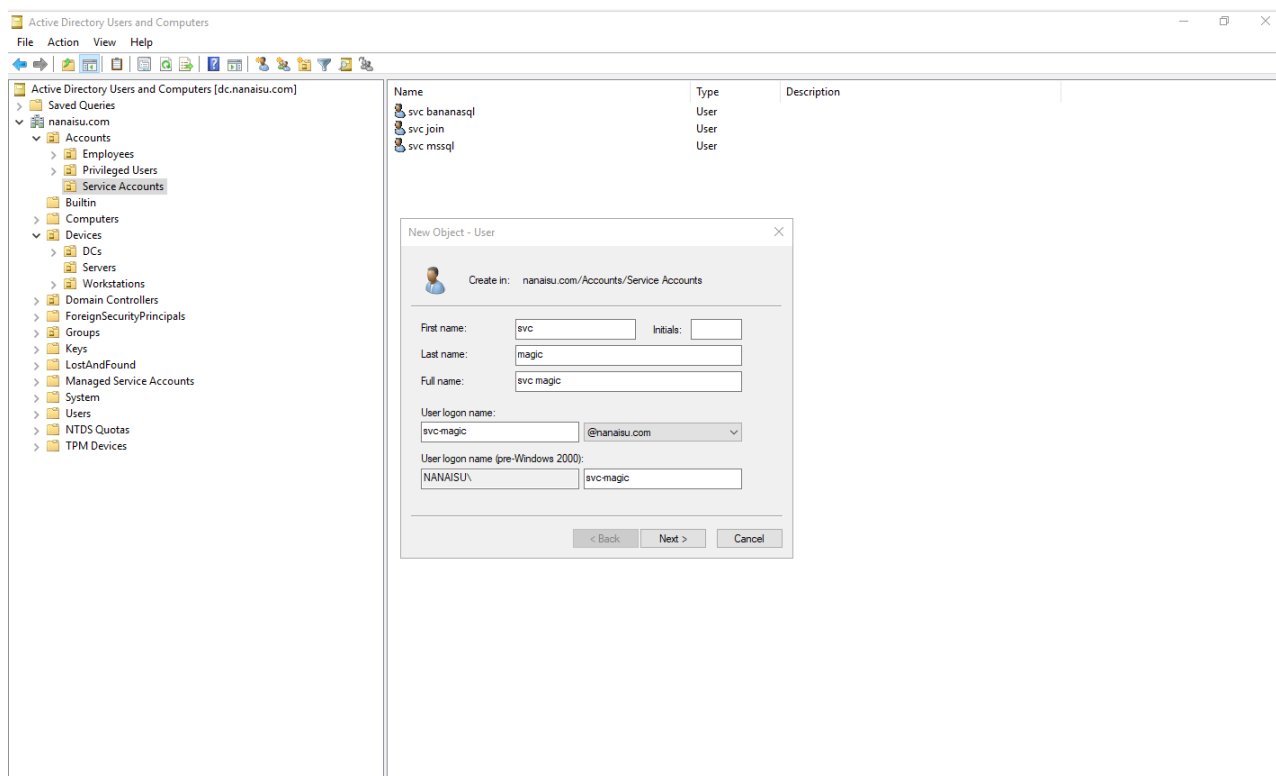 Active Directory Users and Computers
File Action View Help
Active Directory Users and Computers [dc.nanaisu.com]
Saved Queries
nanaisu.com
Accounts
Employees
Privileged Users
Service Accounts
Builtin
Computers
Devices
DCs
Servers
Workstations
Domain Controllers
ForeignSecurityPrincipals
Groups
Keys
LostAndFound
Managed Service Accounts
System
Users
NTDS Quotas
TPM Devices
Name Type Description
svc bananasql User
svc join User
svc mssql User
New Object - User
Create in: nanaisu.com/Accounts/Service Accounts
First name: svc Initials:
Last name: magic
Full name: svc magic
User logon name:
svc-magic @nanaisu.com
User logon name (pre-Windows 2000):
NANAISU\ svc-magic
< Back Next > Cancel